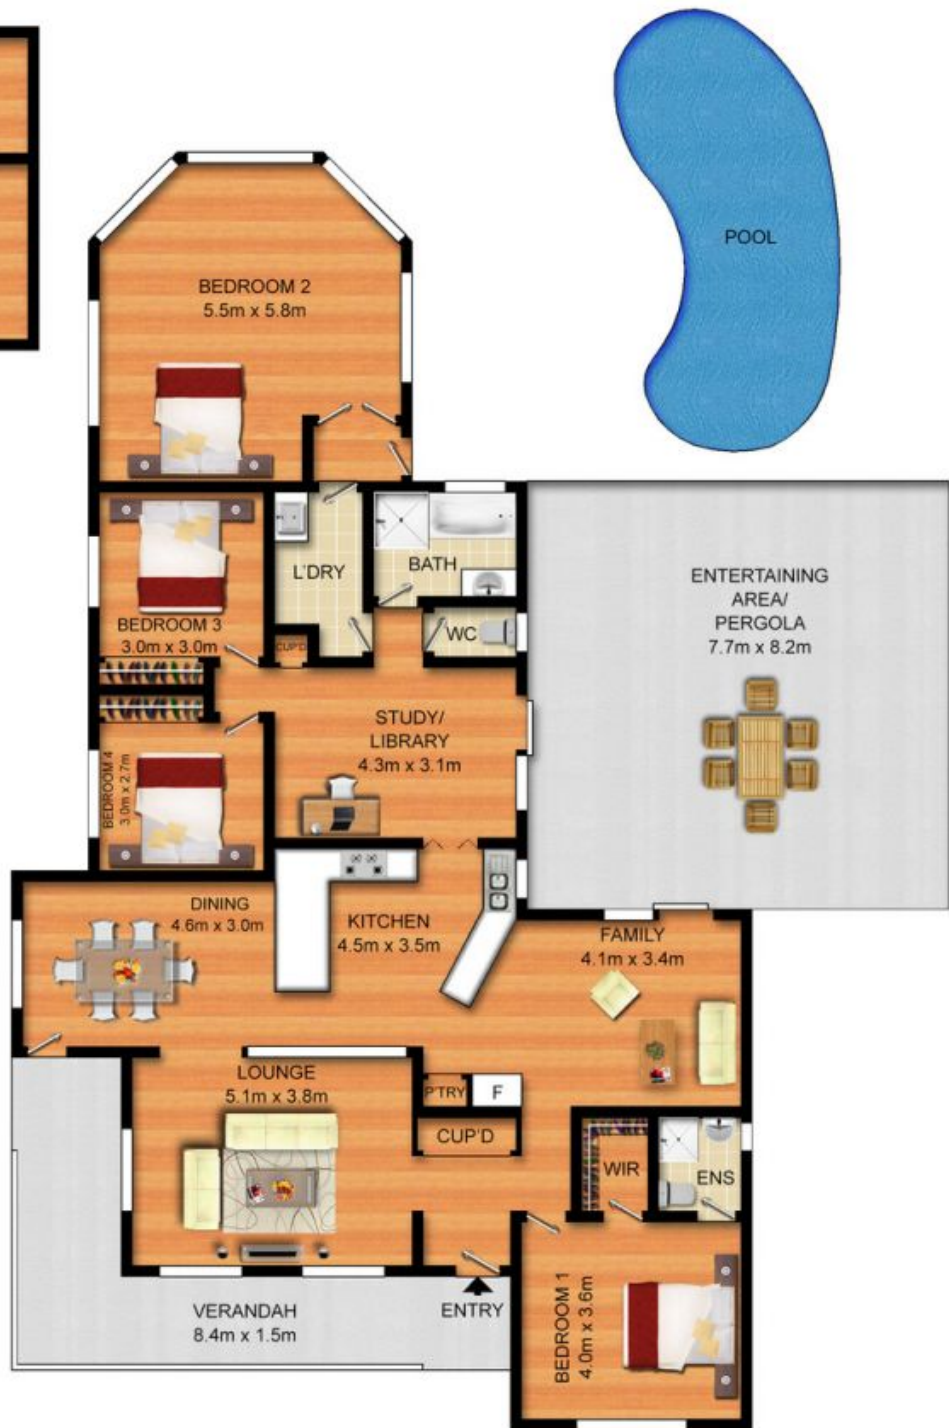 POOL
BEDROOM 2
5.5m x 5.8m
L'DRY
BATH
ENTERTAINING
AREA/
PERGOLA
7.7m x 8.2m
BEDROOM 3
3.0m x 3.0m
CUP'D
WC
STUDY/
LIBRARY
4.3m x 3.1m
BEDROOM 4
3.0m x 2.7m
DINING
4.6m x 3.0m
KITCHEN
4.5m x 3.5m
FAMILY
4.1m x 3.4m
LOUNGE
5.1m x 3.8m
P'TRY
F
CUP'D
WIR
ENS
VERANDAH
8.4m x 1.5m
ENTRY
BEDROOM 1
4.0m x 3.6m